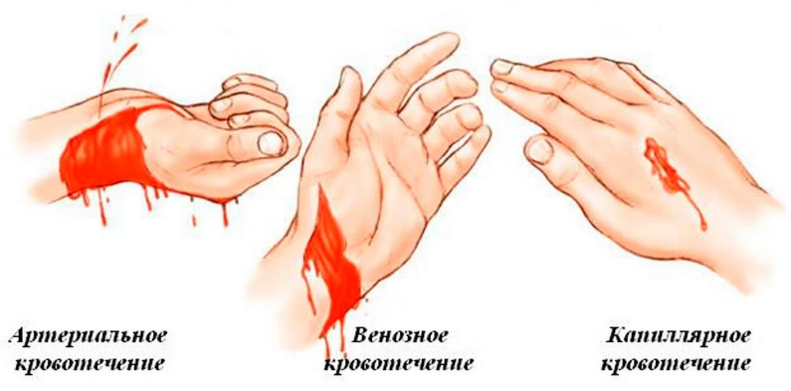 Артериальное
кровотечение
Венозное
кровотечение
Капиллярное
кровотечение